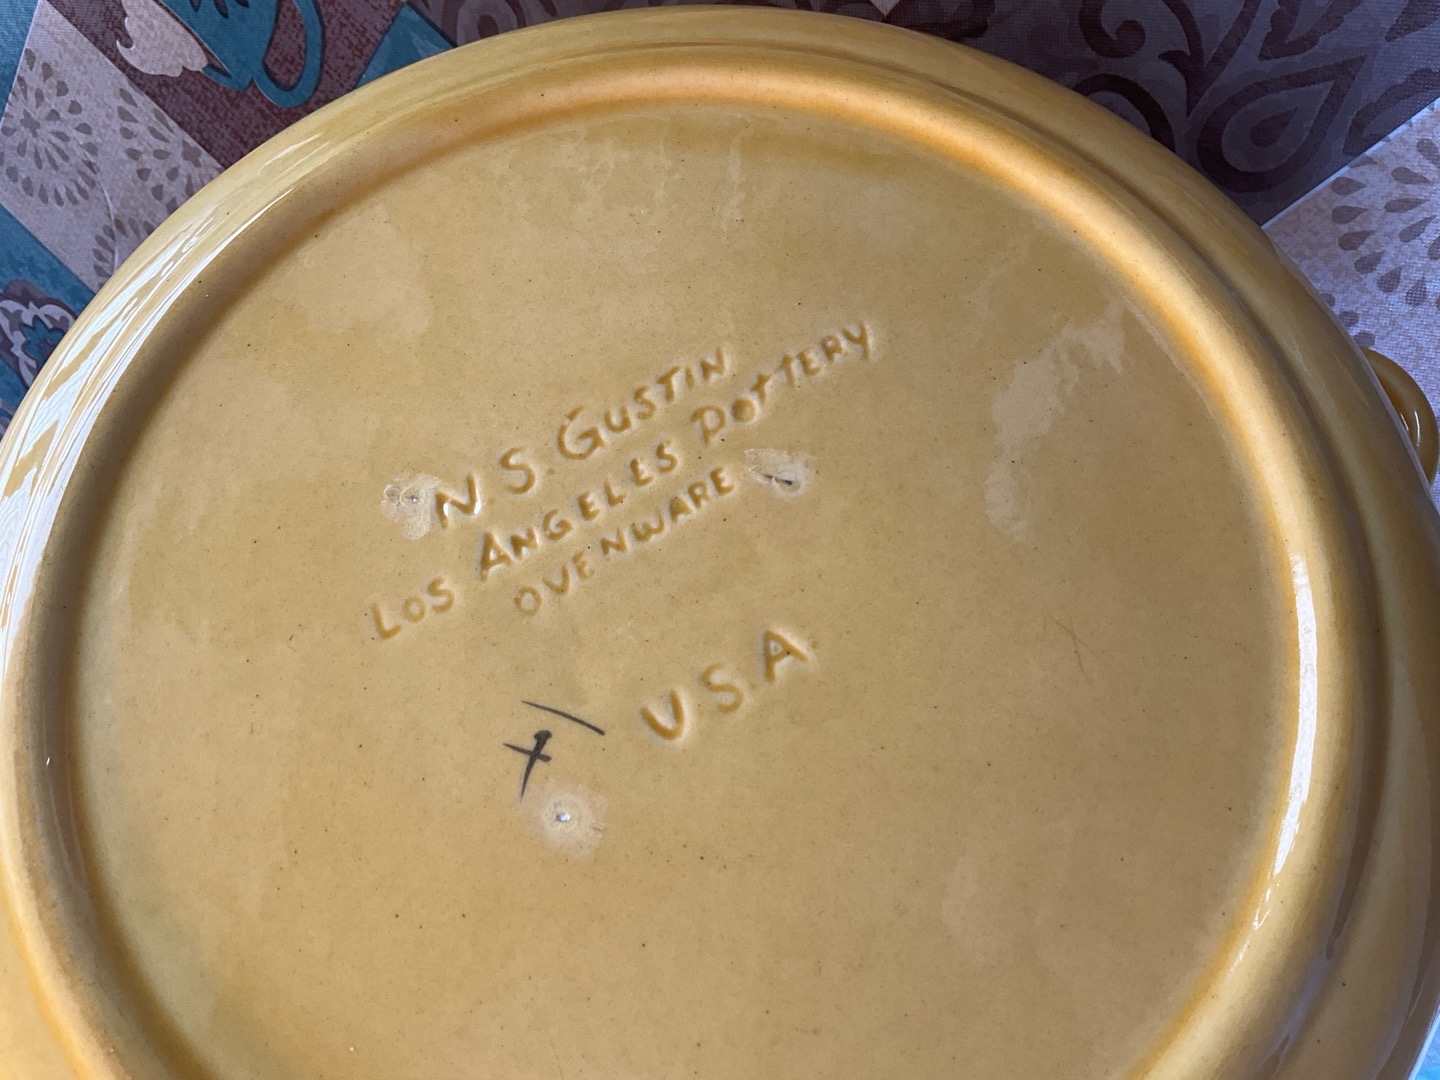 N. S. GUSTIN
LOS ANGELES POTTERY
OVENWARE
U.S.A.